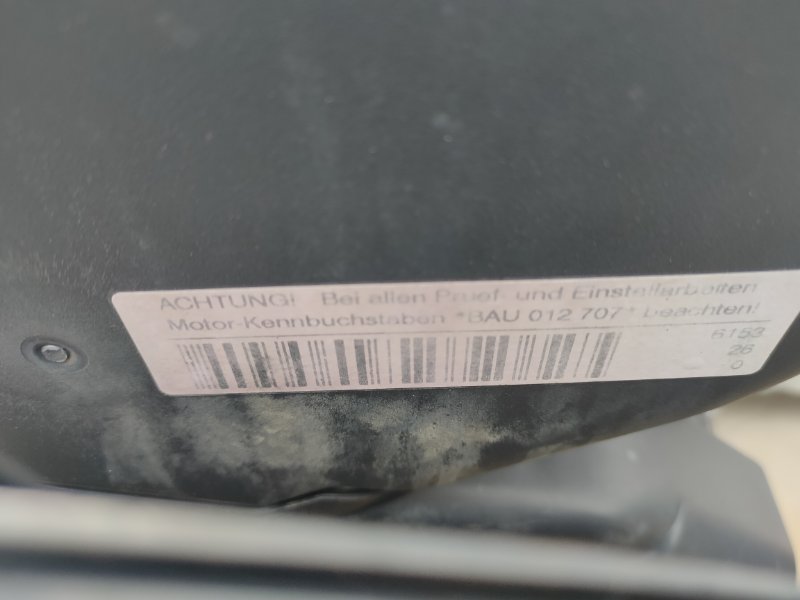 ACHTUNG! Bei allen Pruef- und Einstellarbeiten
Motor-Kennbuchstaben *BAU 012 707* beachten!
6153
26
0